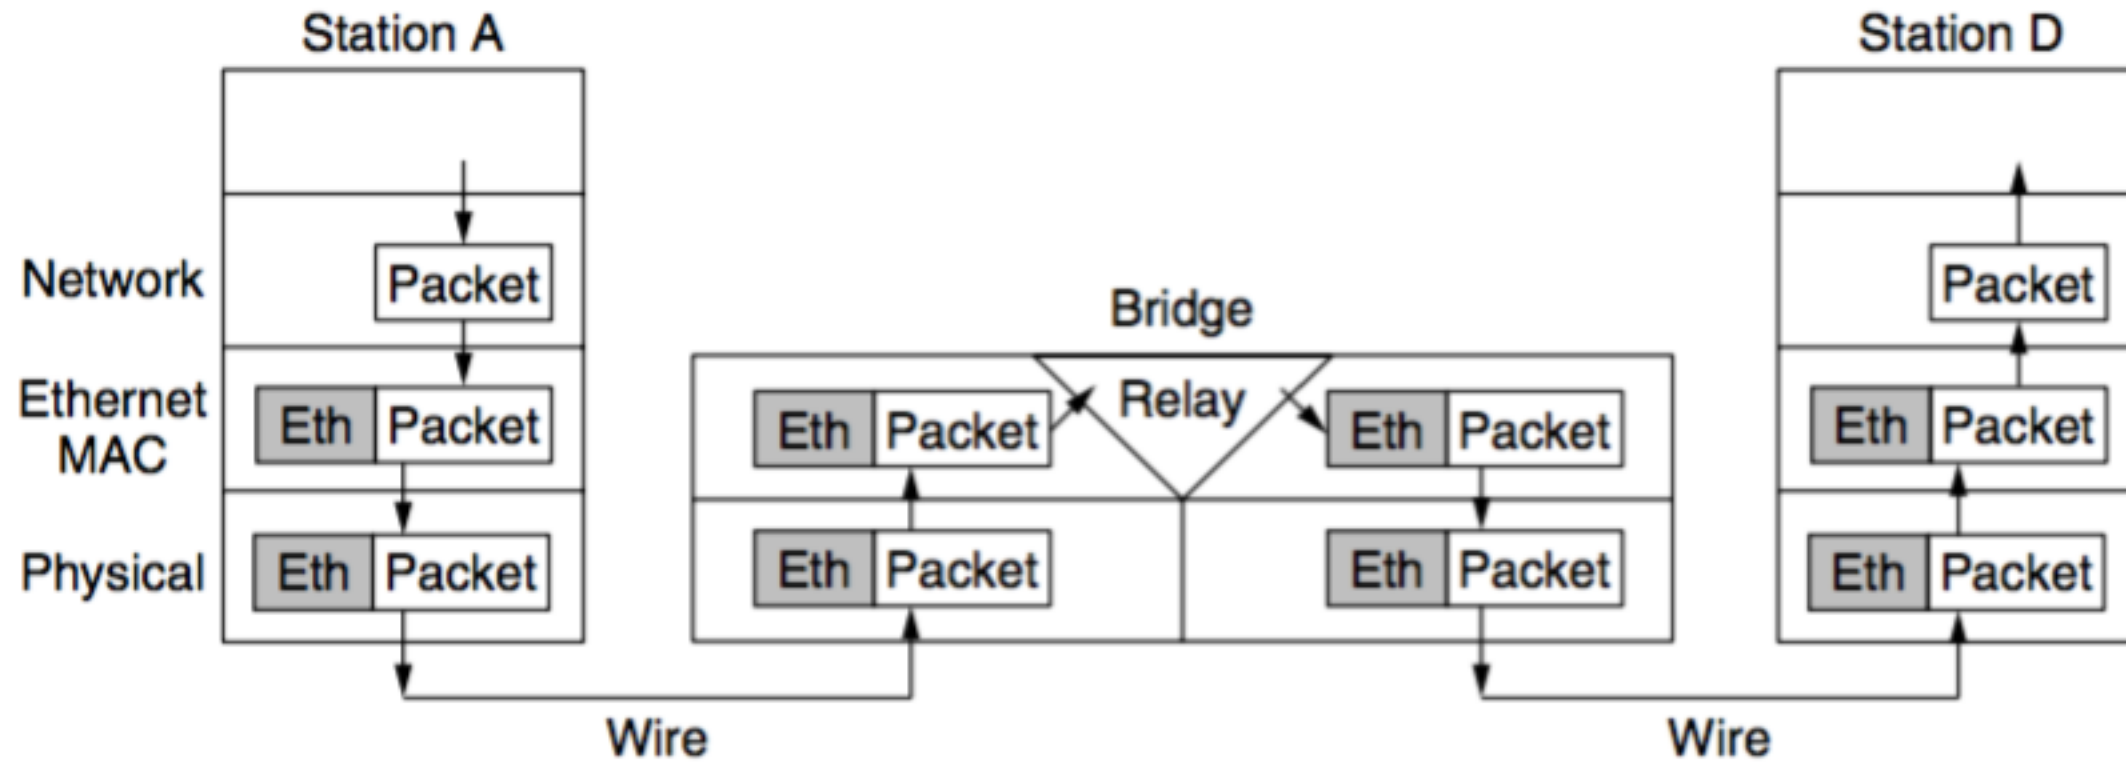 Station A
Station D
Network
Packet
Packet
Bridge
Ethernet
MAC
Eth Packet
Eth Packet
Relay
Eth Packet
Eth Packet
Physical
Eth Packet
Eth Packet
Eth Packet
Eth Packet
Wire
Wire